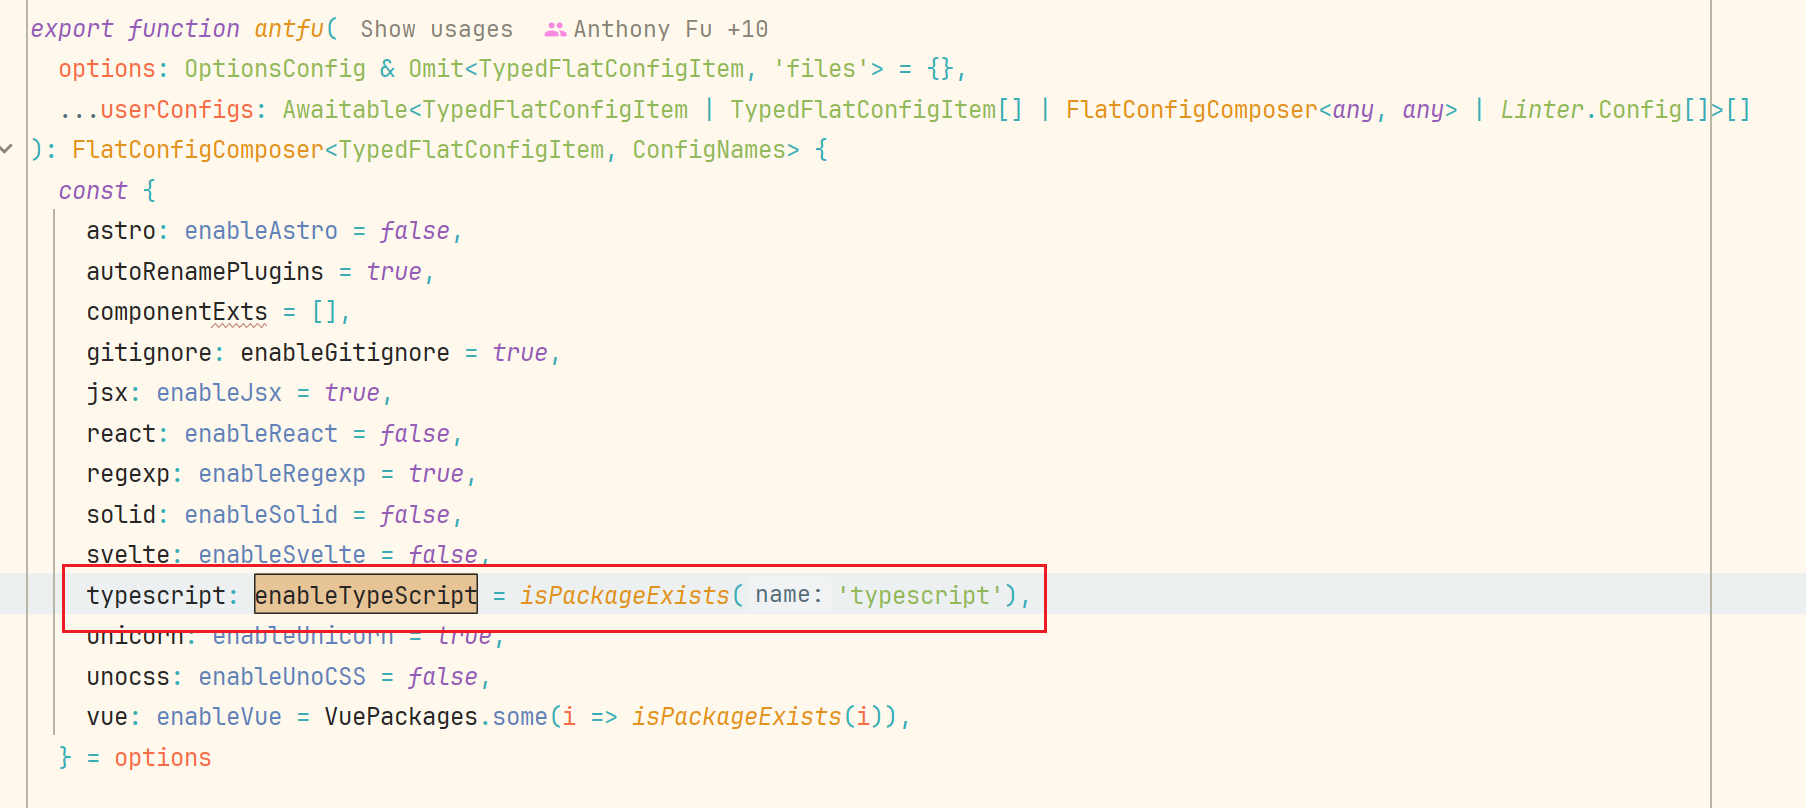 export function antfu( Show usages Anthony Fu +10
options: OptionsConfig & Omit<TypedFlatConfigItem, 'files'> = {},
...userConfigs: Awaitable<TypedFlatConfigItem | TypedFlatConfigItem[] | FlatConfigComposer<any, any> | Linter.Config[]>[]
): FlatConfigComposer<TypedFlatConfigItem, ConfigNames> {
const {
astro: enableAstro = false,
autoRenamePlugins = true,
componentExts = [],
gitignore: enableGitignore = true,
jsx: enableJsx = true,
react: enableReact = false,
regexp: enableRegexp = true,
solid: enableSolid = false,
svelte: enableSvelte = false,
typescript: enableTypeScript = isPackageExists( name: 'typescript'),
unicorn: enableUnicorn = true,
unocss: enableUnoCSS = false,
vue: enableVue = VuePackages.some(i => isPackageExists(i)),
} = options